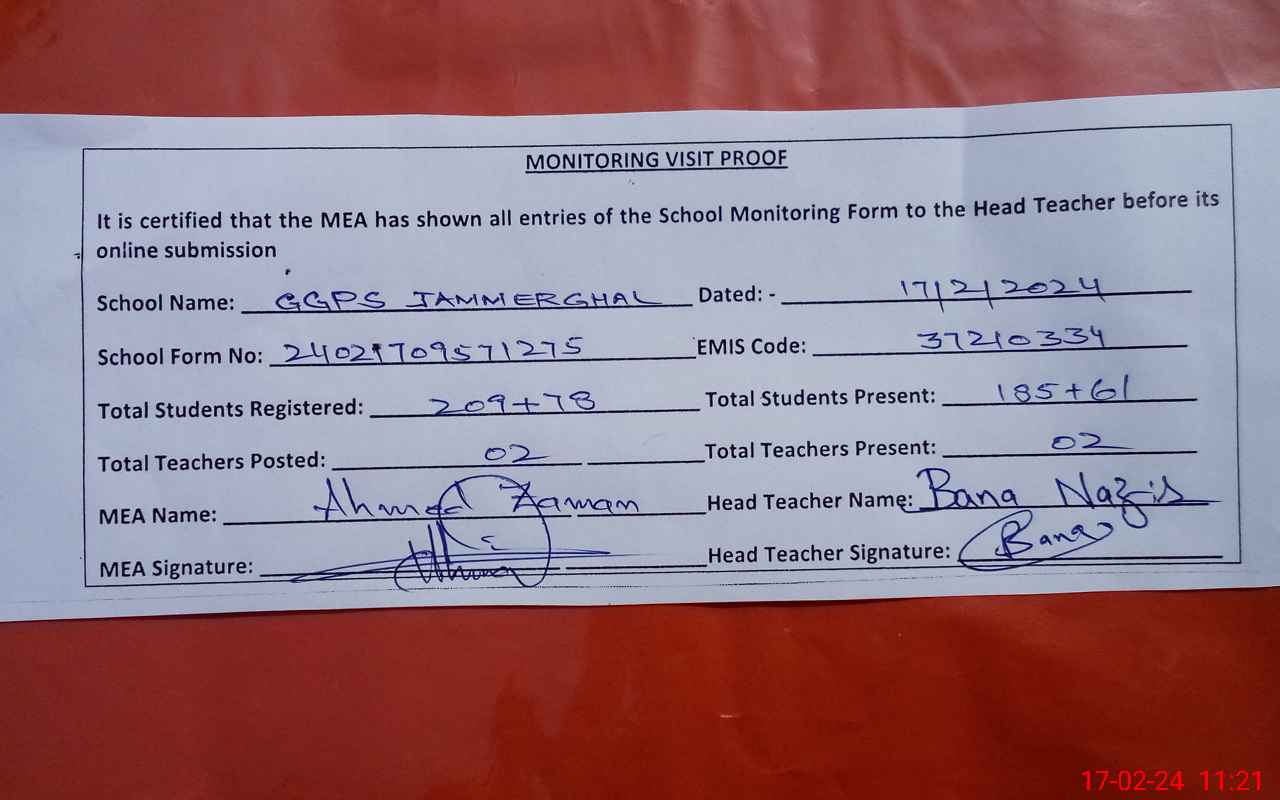 MONITORING VISIT PROOF
It is certified that the MEA has shown all entries of the School Monitoring Form to the Head Teacher before its
online submission
School Name: GGPS JAMMERGHAL Dated: - 17/2/2024
School Form No: 24021709571275 EMIS Code: 37210334
Total Students Registered: 209+78 Total Students Present: 185+61
Total Teachers Posted: 02 Total Teachers Present: 02
MEA Name: Ahmed Zaman Head Teacher Name: Bana Nazgis
MEA Signature: Head Teacher Signature: Bana
17-02-24 11:21